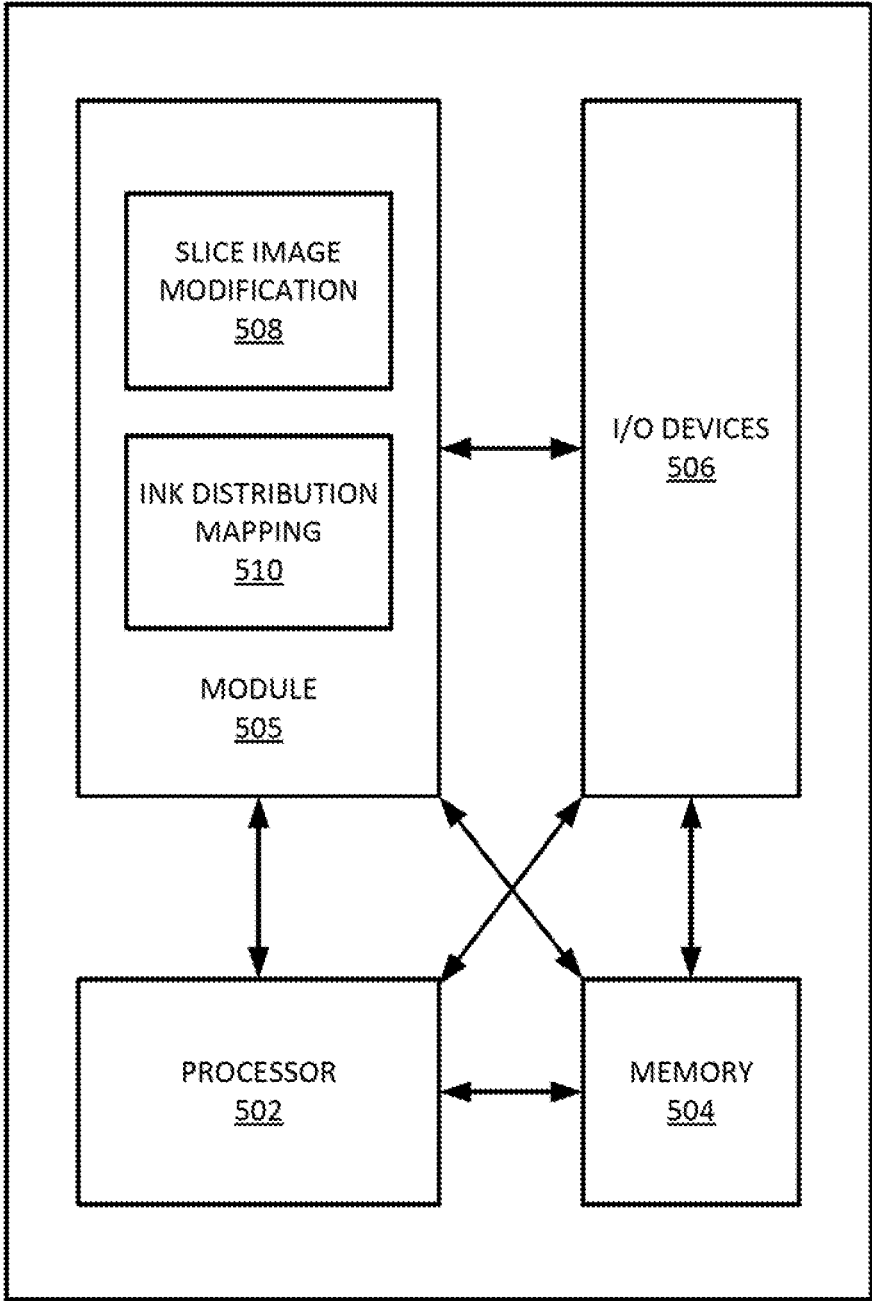 SLICE IMAGE
MODIFICATION
508
INK DISTRIBUTION
MAPPING
510
MODULE
505
I/O DEVICES
506
PROCESSOR
502
MEMORY
504